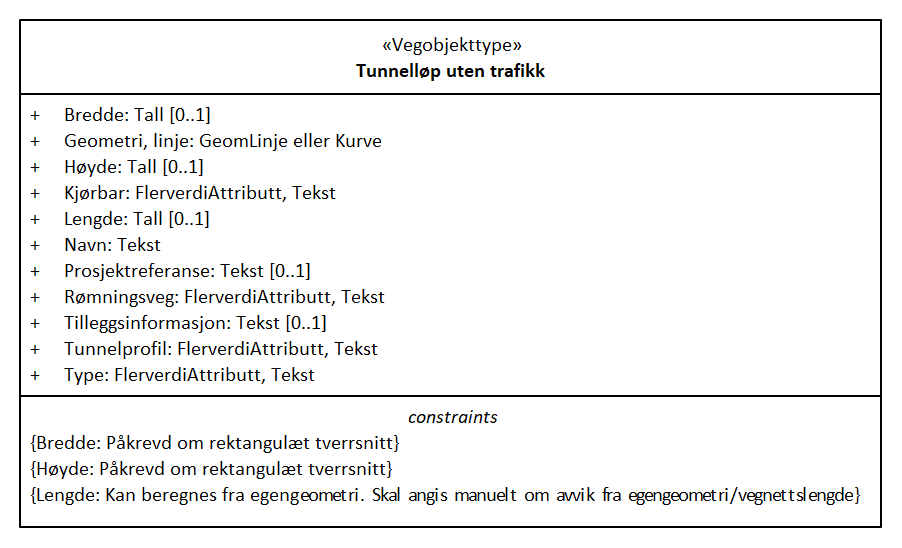 «Vegobjekttype»
Tunnelløp uten trafikk
+ Bredde: Tall [0..1]
+ Geometri, linje: GeomLinje eller Kurve
+ Høyde: Tall [0..1]
+ Kjørbar: FlerverdiAttributt, Tekst
+ Lengde: Tall [0..1]
+ Navn: Tekst
+ Prosjektreferanse: Tekst [0..1]
+ Rømningsveg: FlerverdiAttributt, Tekst
+ Tilleggsinformasjon: Tekst [0..1]
+ Tunnelprofil: FlerverdiAttributt, Tekst
+ Type: FlerverdiAttributt, Tekst
constraints
{Bredde: Påkrevd om rektangulæt tverrsnitt}
{Høyde: Påkrevd om rektangulæt tverrsnitt}
{Lengde: Kan beregnes fra egengeometri. Skal angis manuelt om avvik fra egengeometri/vegnettslengde}